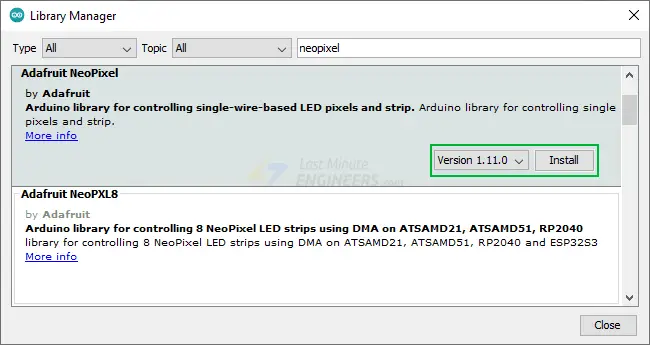 Library Manager
Type All Topic All neopixel
Adafruit NeoPixel
by Adafruit
Arduino library for controlling single-wire-based LED pixels and strip. Arduino library for controlling single
pixels and strip.
More info
Version 1.11.0 Install
Last Minute
ENGINEERS.com
Adafruit NeoPXL8
by Adafruit
Arduino library for controlling 8 NeoPixel LED strips using DMA on ATSAMD21, ATSAMD51, RP2040
library for controlling 8 NeoPixel LED strips using DMA on ATSAMD21, ATSAMD51, RP2040 and ESP32S3
More info
Close